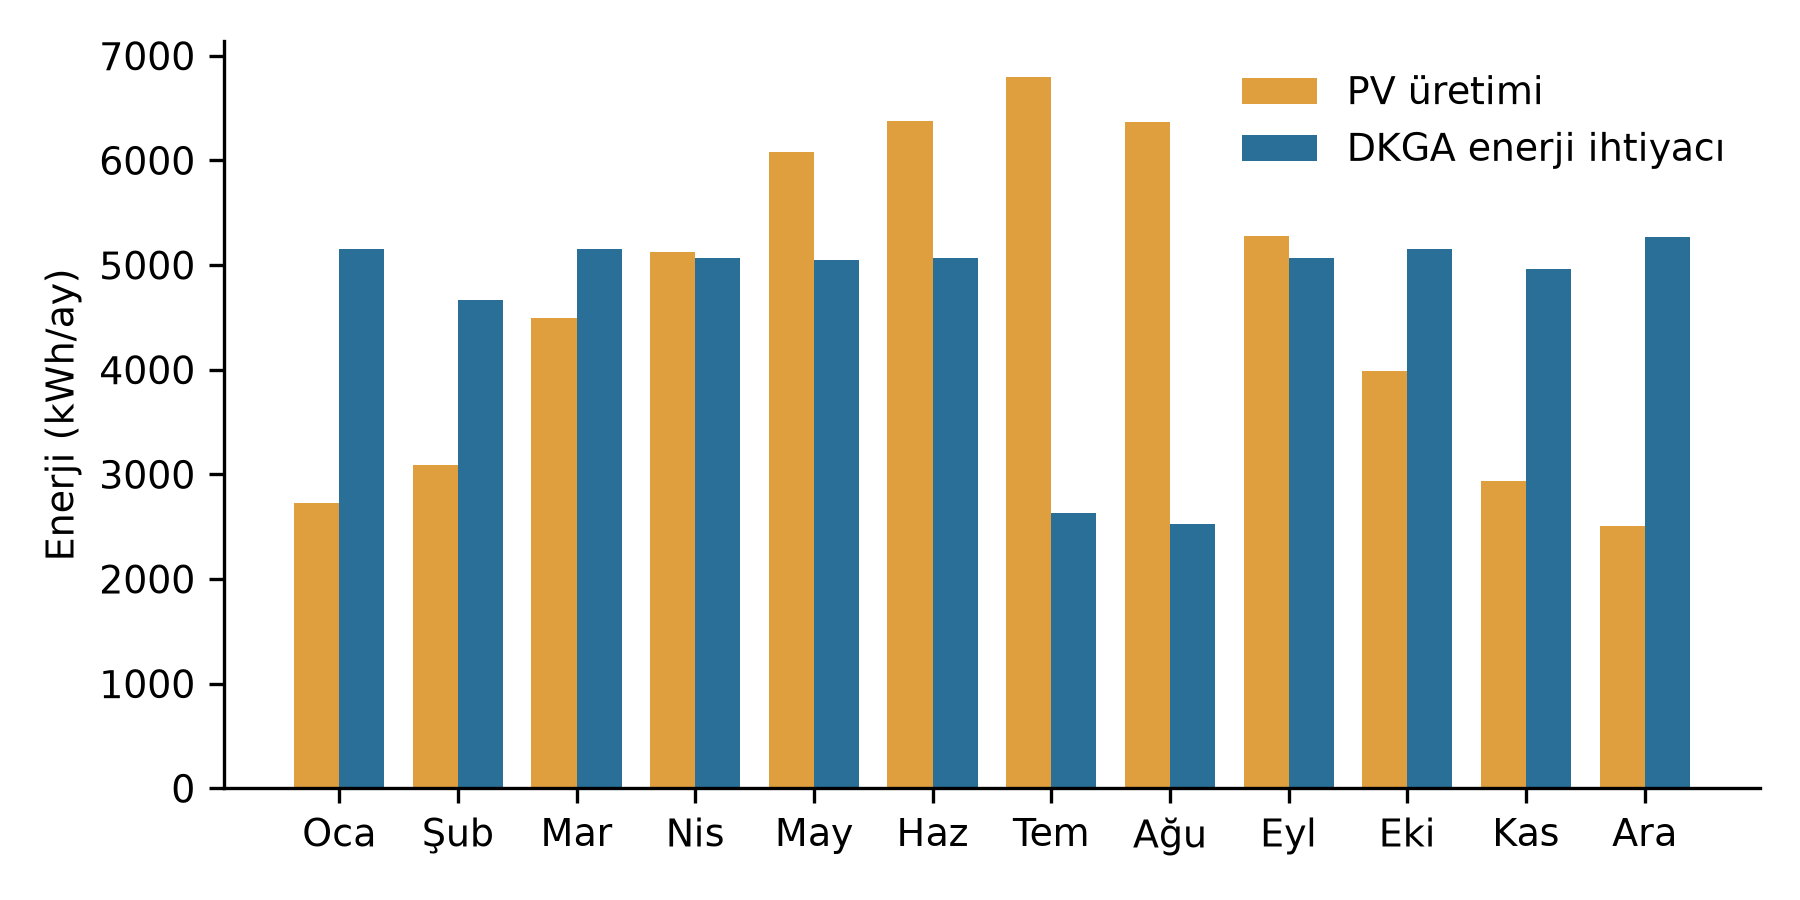 7000
6000
5000
4000
3000
2000
1000
0
Enerji (kWh/ay)
PV üretimi
DKGA enerji ihtiyacı
Oca Şub Mar Nis May Haz Tem Ağu Eyl Eki Kas Ara